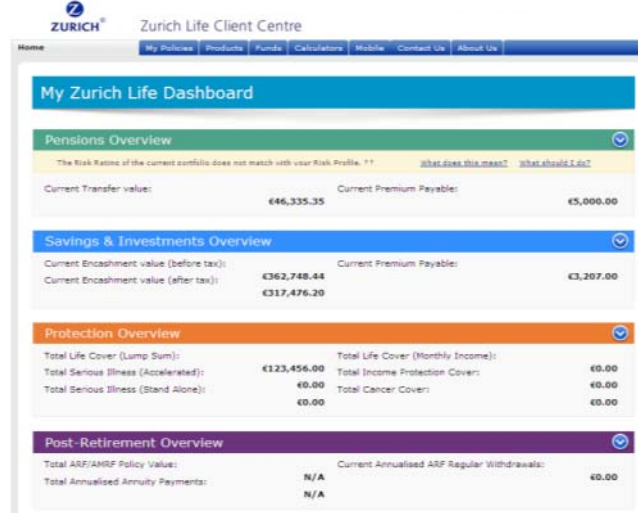 ZURICH®
Zurich Life Client Centre
Home My Policies Products Funds Calculators Mobile Contact Us About Us
My Zurich Life Dashboard
Pensions Overview
The Risk Rating of the current portfolio does not match with your Risk Profile. ?? What does this mean? What should I do?
Current Transfer value: Current Premium Payable:
€46,335.35 €5,000.00
Savings & Investments Overview
Current Encashment value (before tax): Current Premium Payable:
€362,748.44 €3,207.00
Current Encashment value (after tax):
€317,476.20
Protection Overview
Total Life Cover (Lump Sum): Total Life Cover (Monthly Income):
€123,456.00 €0.00
Total Serious Illness (Accelerated): Total Income Protection Cover:
€0.00 €0.00
Total Serious Illness (Stand Alone): Total Cancer Cover:
€0.00 €0.00
Post-Retirement Overview
Total ARF/AMRF Policy Value: Current Annualised ARF Regular Withdrawals:
N/A €0.00
Total Annualised Annuity Payments:
N/A